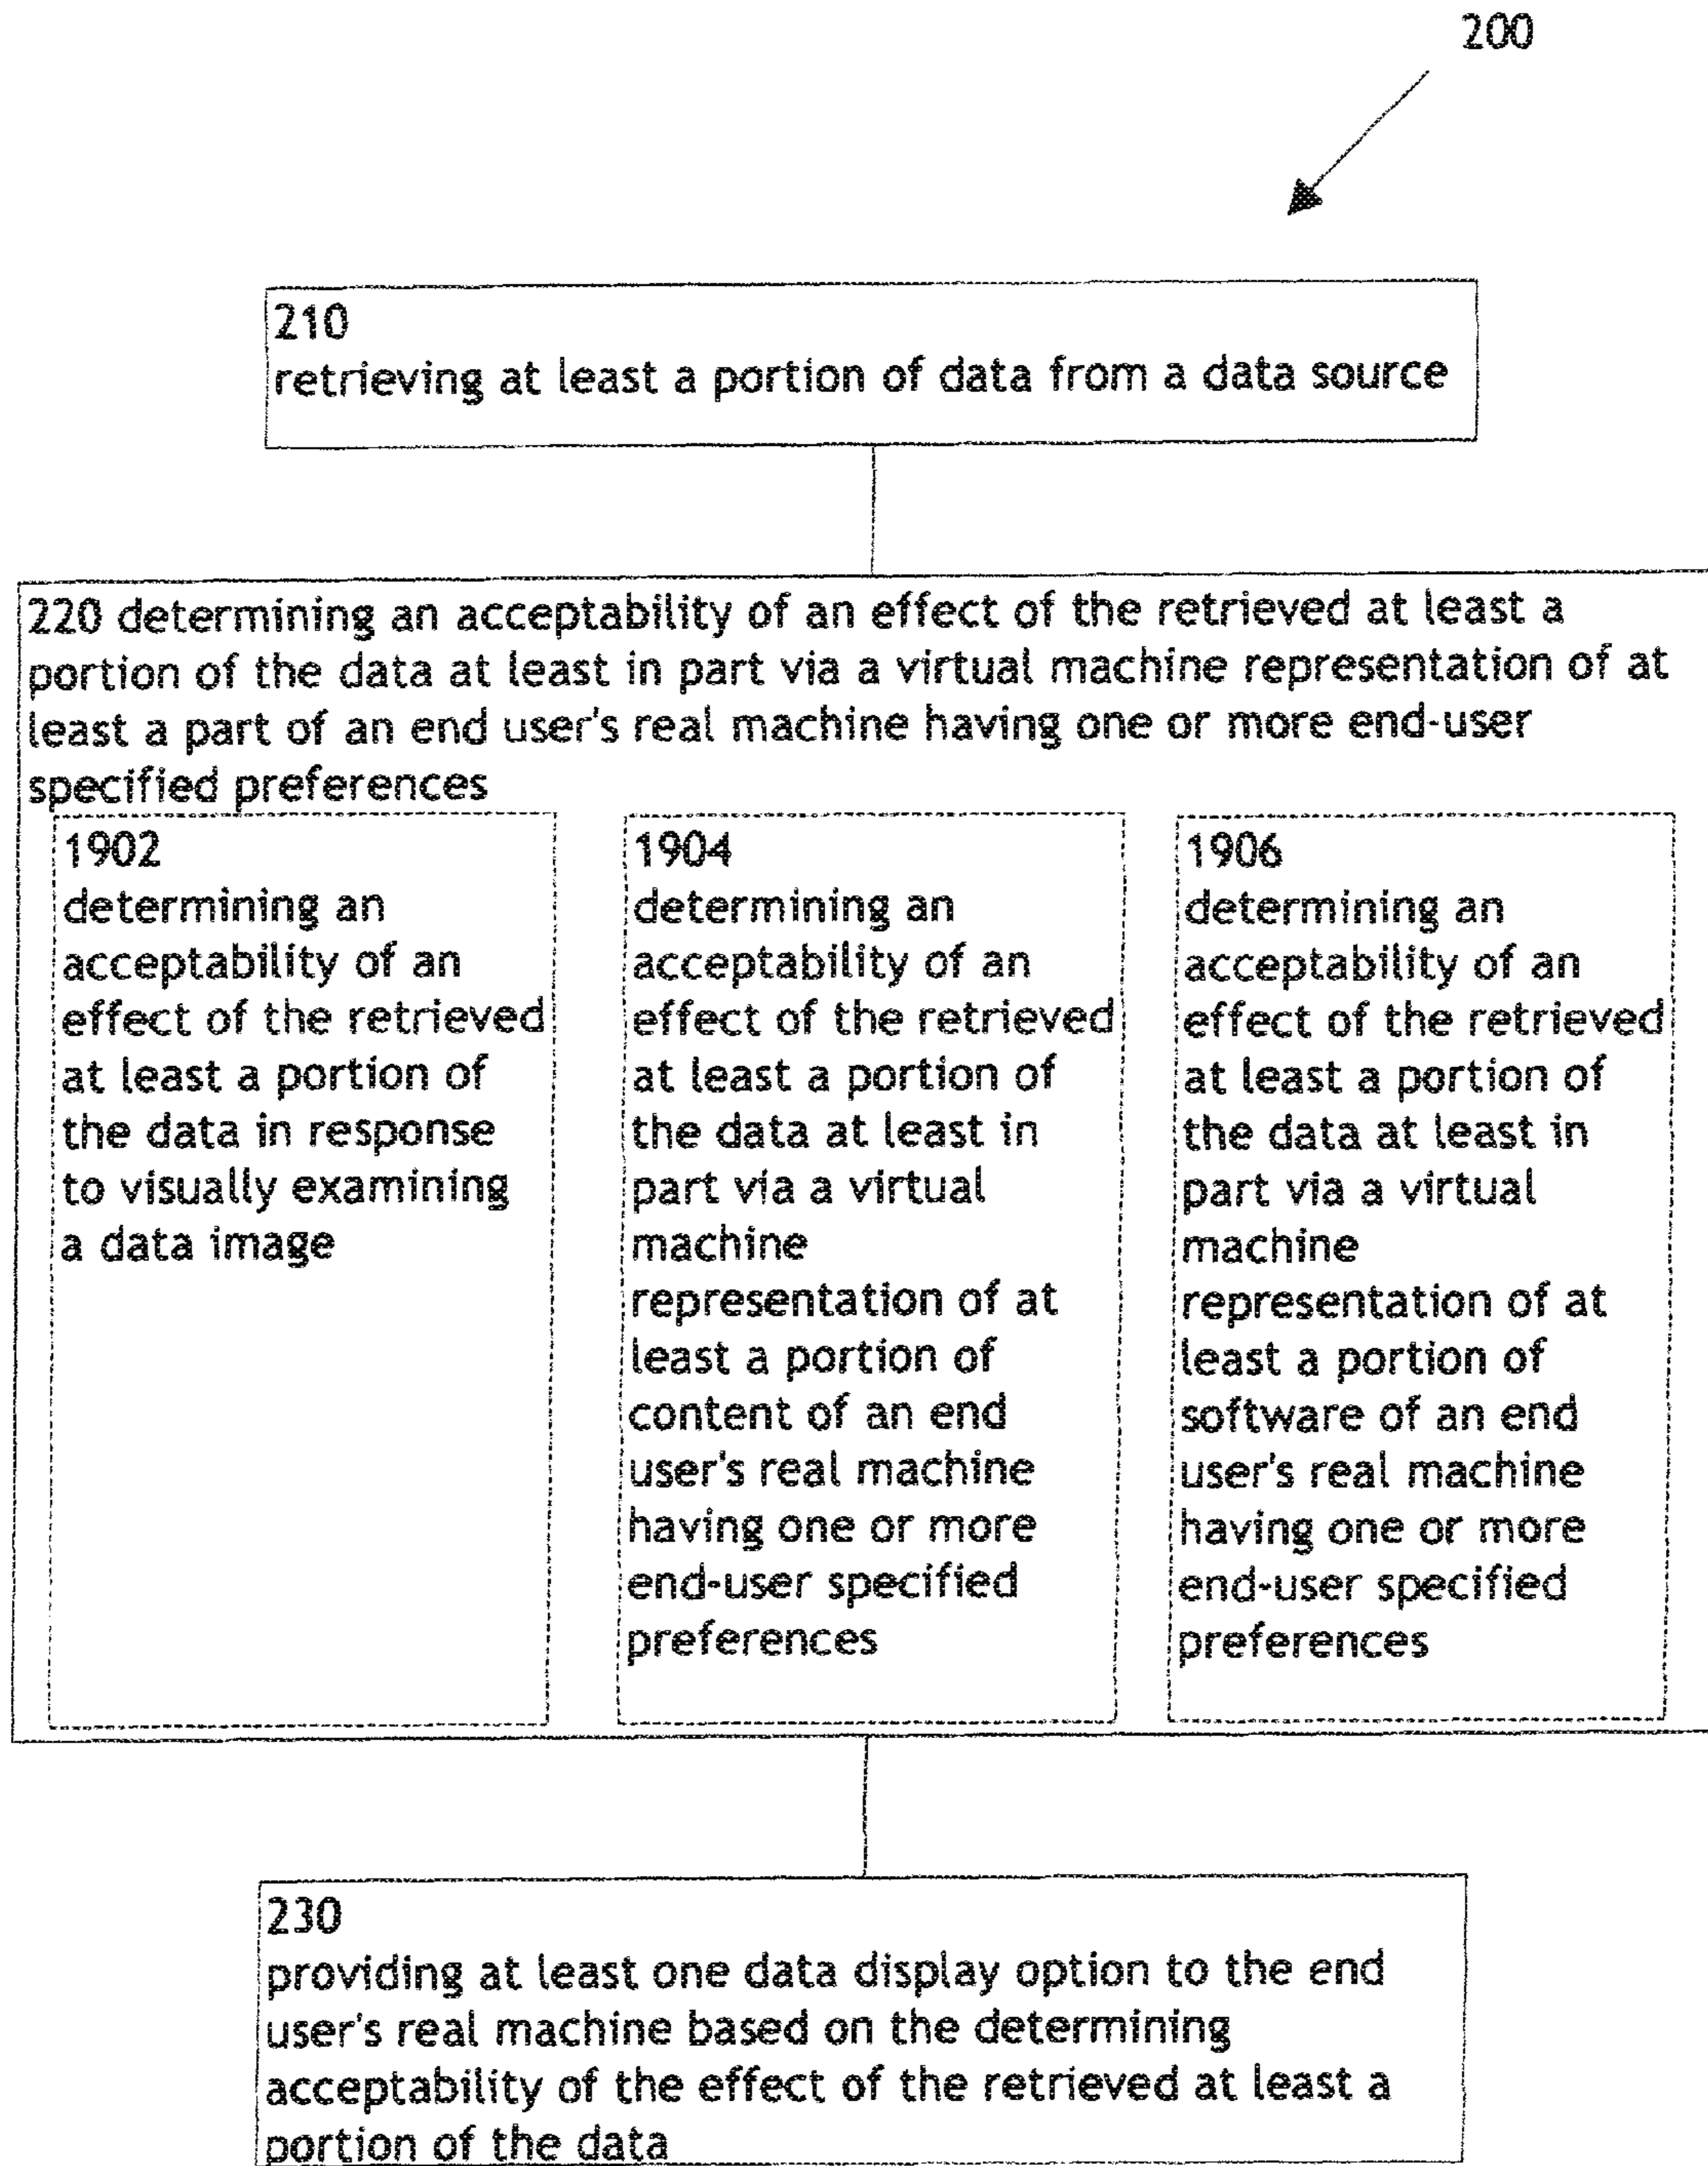 200
210
retrieving at least a portion of data from a data source
220 determining an acceptability of an effect of the retrieved at least a
portion of the data at least in part via a virtual machine representation of at
least a part of an end user's real machine having one or more end-user
specified preferences
1902
determining an
acceptability of an
effect of the retrieved
at least a portion of
the data in response
to visually examining
a data image
1904
determining an
acceptability of an
effect of the retrieved
at least a portion of
the data at least in
part via a virtual
machine
representation of at
least a portion of
content of an end
user's real machine
having one or more
end-user specified
preferences
1906
determining an
acceptability of an
effect of the retrieved
at least a portion of
the data at least in
part via a virtual
machine
representation of at
least a portion of
software of an end
user's real machine
having one or more
end-user specified
preferences
230
providing at least one data display option to the end
user's real machine based on the determining
acceptability of the effect of the retrieved at least a
portion of the data